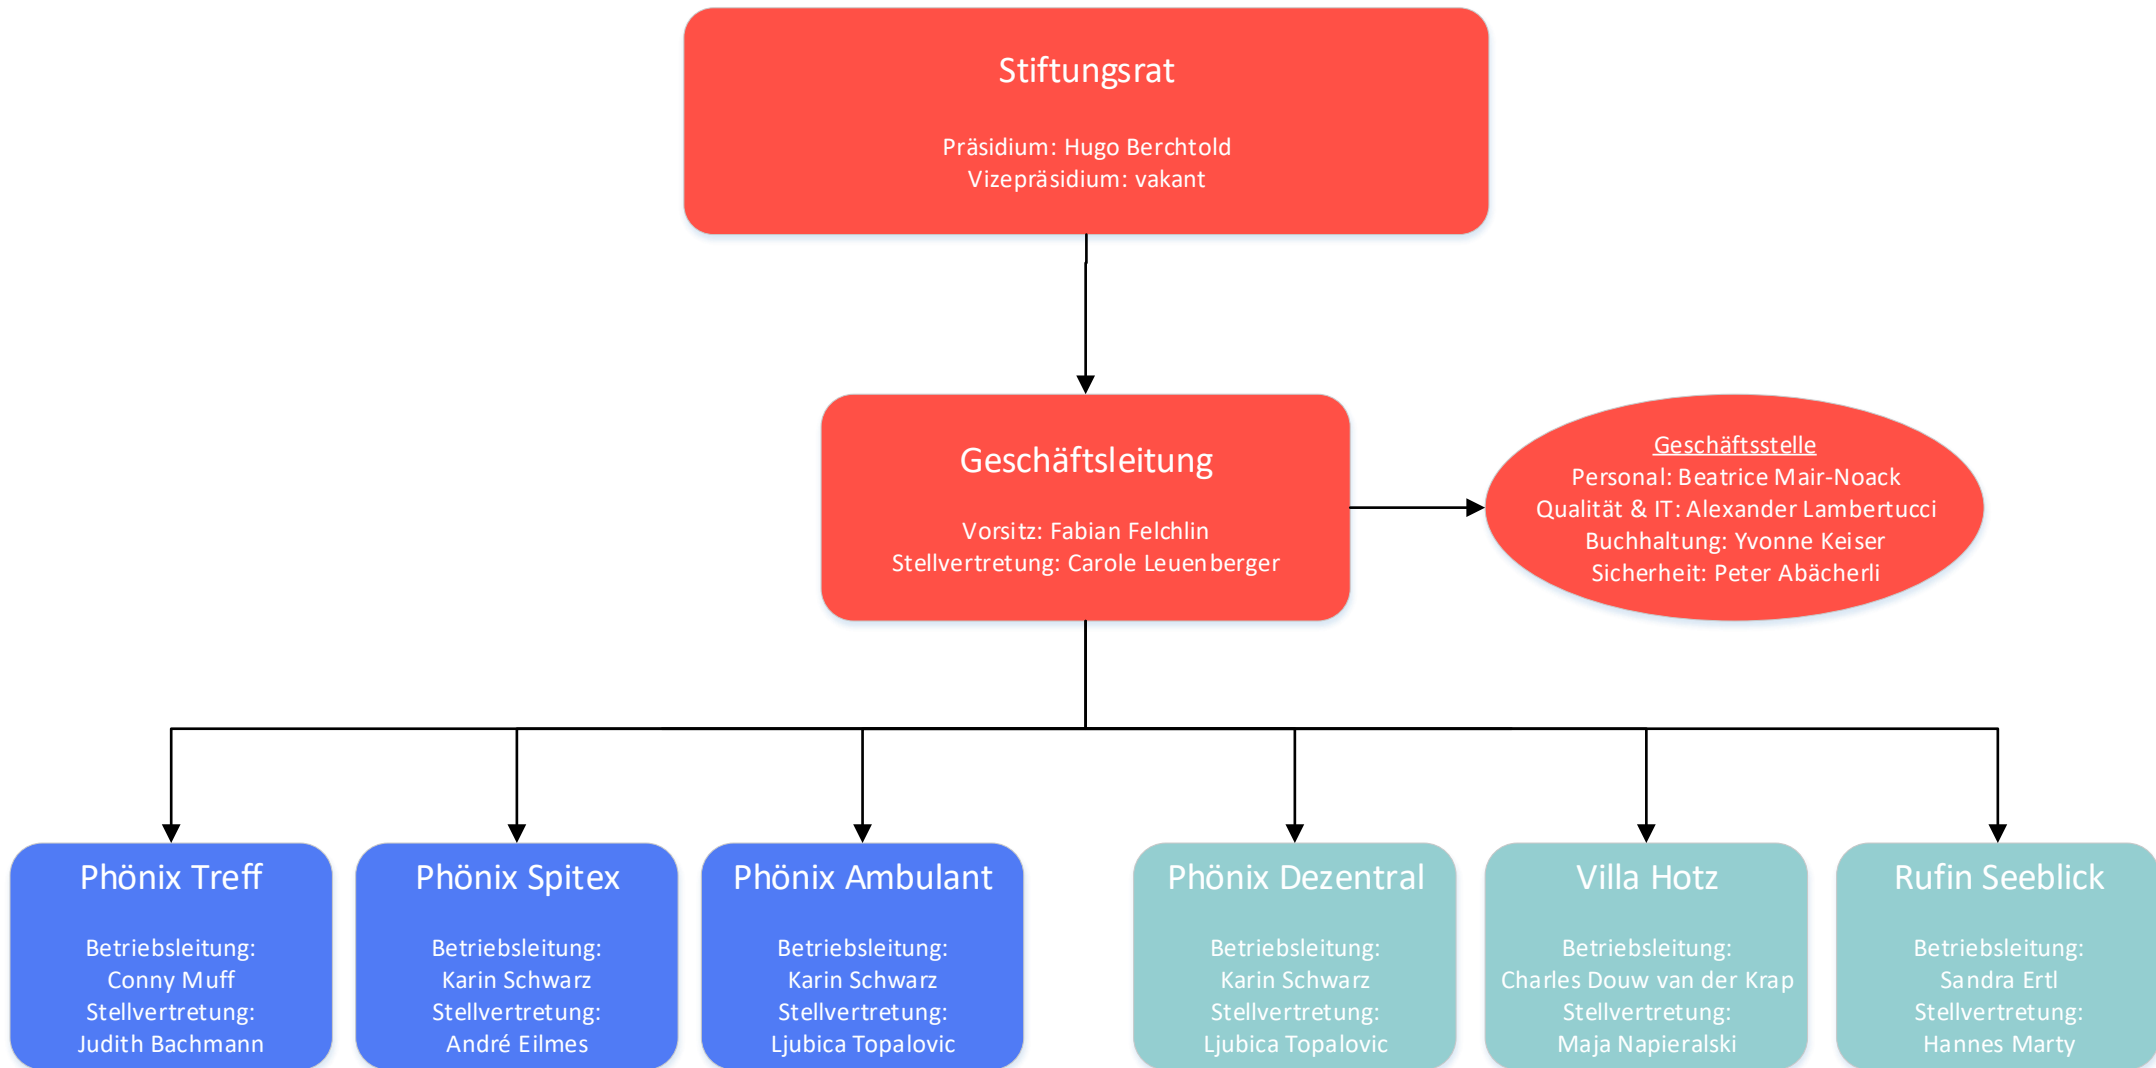 Stiftungsrat
Präsidium: Hugo Berchtold
Vizepräsidium: vakant
Geschäftsleitung
Vorsitz: Fabian Felchlin
Stellvertretung: Carole Leuenberger
Geschäftsstelle
Personal: Beatrice Mair-Noack
Qualität & IT: Alexander Lambertucci
Buchhaltung: Yvonne Keiser
Sicherheit: Peter Abächerli
Phönix Treff
Betriebsleitung:
Conny Muff
Stellvertretung:
Judith Bachmann
Phönix Spitex
Betriebsleitung:
Karin Schwarz
Stellvertretung:
André Eilmes
Phönix Ambulant
Betriebsleitung:
Karin Schwarz
Stellvertretung:
Ljubica Topalovic
Phönix Dezentral
Betriebsleitung:
Karin Schwarz
Stellvertretung:
Ljubica Topalovic
Villa Hotz
Betriebsleitung:
Charles Douw van der Krap
Stellvertretung:
Maja Napieralski
Rufin Seeblick
Betriebsleitung:
Sandra Ertl
Stellvertretung:
Hannes Marty